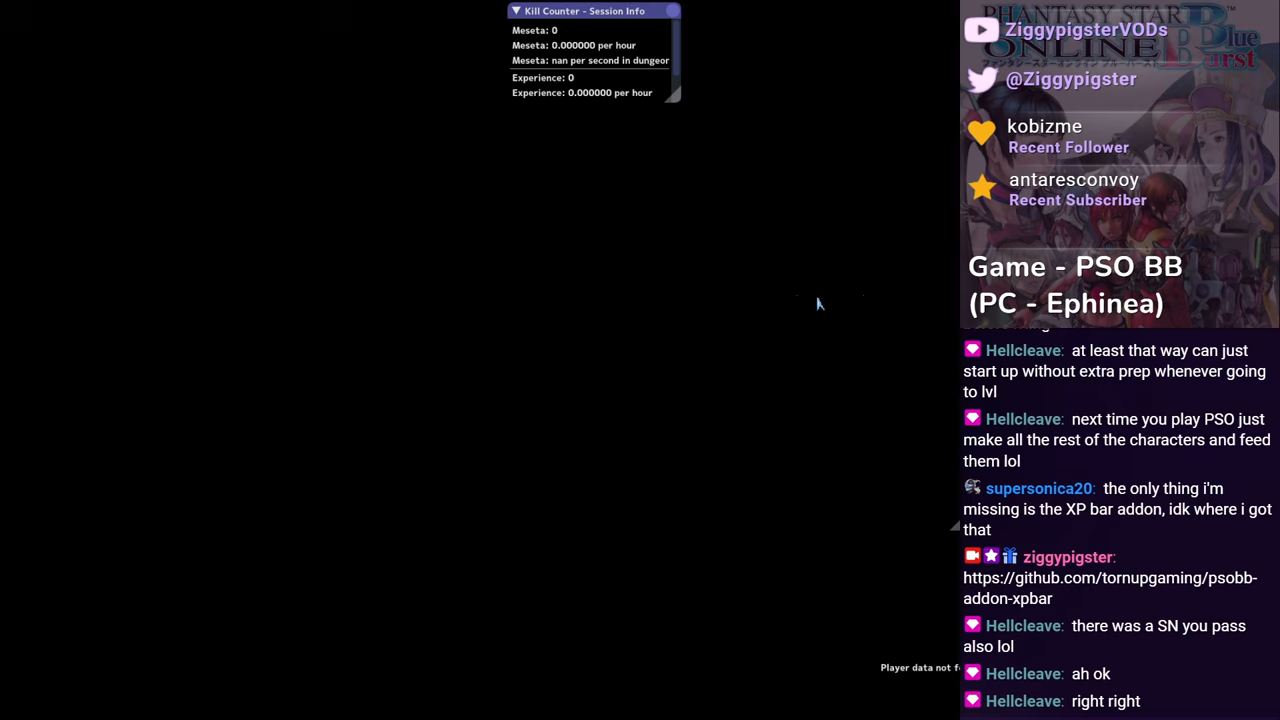 Kill Counter - Session Info
Meseta: 0
Meseta: 0.000000 per hour
Meseta: nan per second in dungeor
Experience: 0
Experience: 0.000000 per hour
PHANTASY STAR
ONLINE Blue
Burst
ZiggypigsterVODs
@Ziggypigster
kobizme
Recent Follower
antaresconvoy
Recent Subscriber
Game - PSO BB
(PC - Ephinea)
Hellcleave: at least that way can just
start up without extra prep whenever going
to lvl
Hellcleave: next time you play PSO just
make all the rest of the characters and feed
them lol
supersonica20: the only thing i'm
missing is the XP bar addon, idk where i got
that
ziggypigster:
https://github.com/tornupgaming/psobb-
addon-xpbar
Hellcleave: there was a SN you pass
also lol
Hellcleave: ah ok
Hellcleave: right right
Player data not f